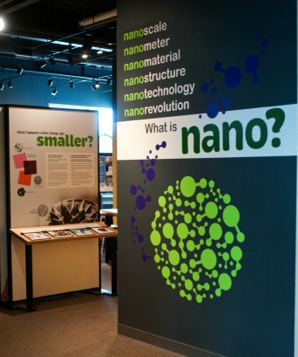 nanoscale
nanometer
nanomaterial
nanostructure
nanotechnology
nanorevolution
What is nano?
What happens when things get
smaller?